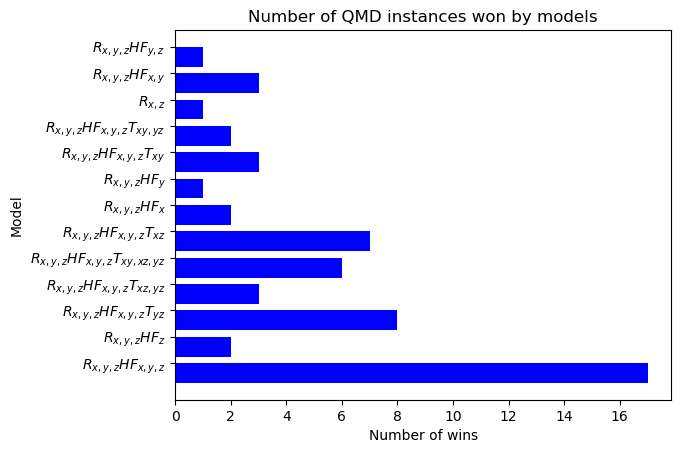 Number of QMD instances won by models
R_{x,y,z}HF_{y,z}
R_{x,y,z}HF_{x,y}
R_{x,z}
R_{x,y,z}HF_{x,y,z}T_{xy,yz}
R_{x,y,z}HF_{x,y,z}T_{xy}
R_{x,y,z}HF_{y}
R_{x,y,z}HF_{x}
R_{x,y,z}HF_{x,y,z}T_{xz}
R_{x,y,z}HF_{x,y,z}T_{xy,xz,yz}
R_{x,y,z}HF_{x,y,z}T_{xz,yz}
R_{x,y,z}HF_{x,y,z}T_{yz}
R_{x,y,z}HF_{z}
R_{x,y,z}HF_{x,y,z}
Model
0 2 4 6 8 10 12 14 16
Number of wins